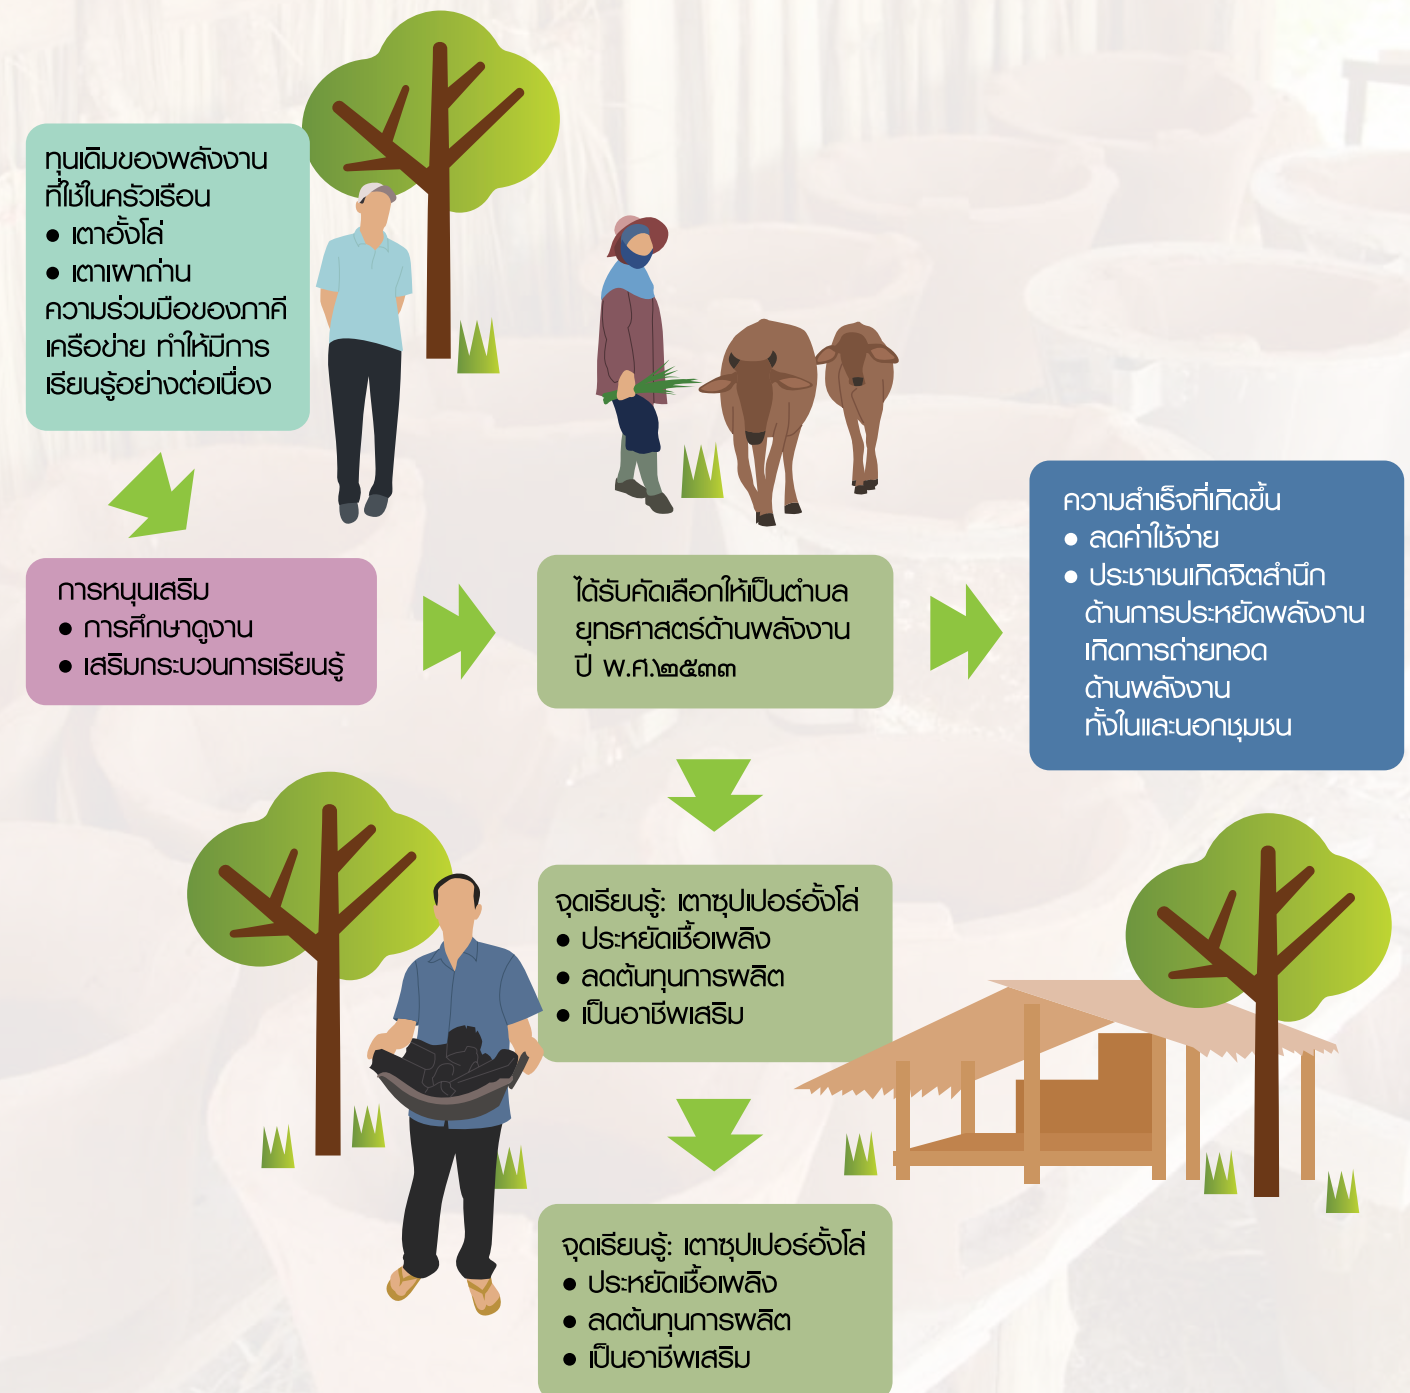 ทุนเดิมของพลังงาน
ที่ใช้ในครัวเรือน
● เตาอั้งโล่
● เตาเผาถ่าน
ความร่วมมือของภาคี
เครือข่าย ทำให้มีการ
เรียนรู้อย่างต่อเนื่อง
การหนุนเสริม
● การศึกษาดูงาน
● เสริมกระบวนการเรียนรู้
ได้รับคัดเลือกให้เป็นตำบล
ยุทธศาสตร์ด้านพลังงาน
ปี พ.ศ.\๒๕๓๓
ความสำเร็จที่เกิดขึ้น
● ลดค่าใช้จ่าย
● ประชาชนเกิดจิตสำนึก
ด้านการประหยัดพลังงาน
เกิดการถ่ายทอด
ด้านพลังงาน
ทั้งในและนอกชุมชน
จุดเรียนรู้: เตาซุปเปอร์อั้งโล่
● ประหยัดเชื้อเพลิง
● ลดต้นทุนการผลิต
● เป็นอาชีพเสริม
จุดเรียนรู้: เตาซุปเปอร์อั้งโล่
● ประหยัดเชื้อเพลิง
● ลดต้นทุนการผลิต
● เป็นอาชีพเสริม